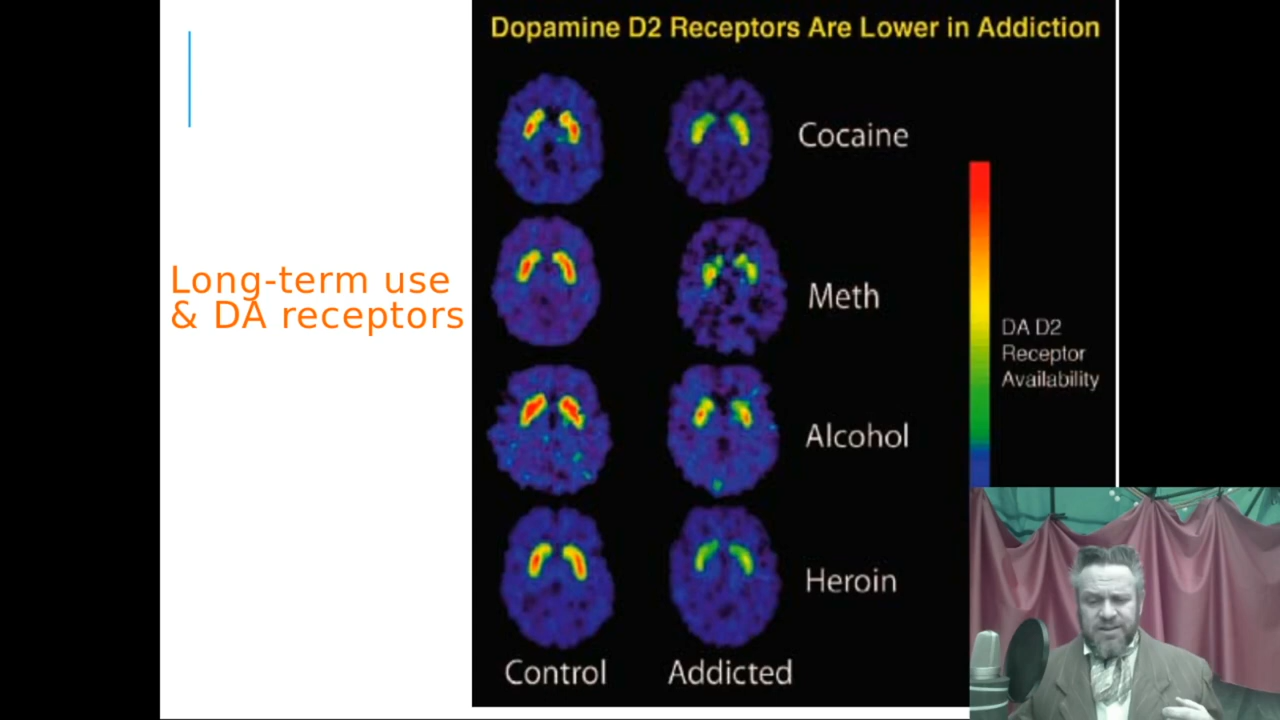 Long-term use
& DA receptors
Dopamine D2 Receptors Are Lower in Addiction
Cocaine
Meth
Alcohol
Heroin
DA D2
Receptor
Availability
Control
Addicted